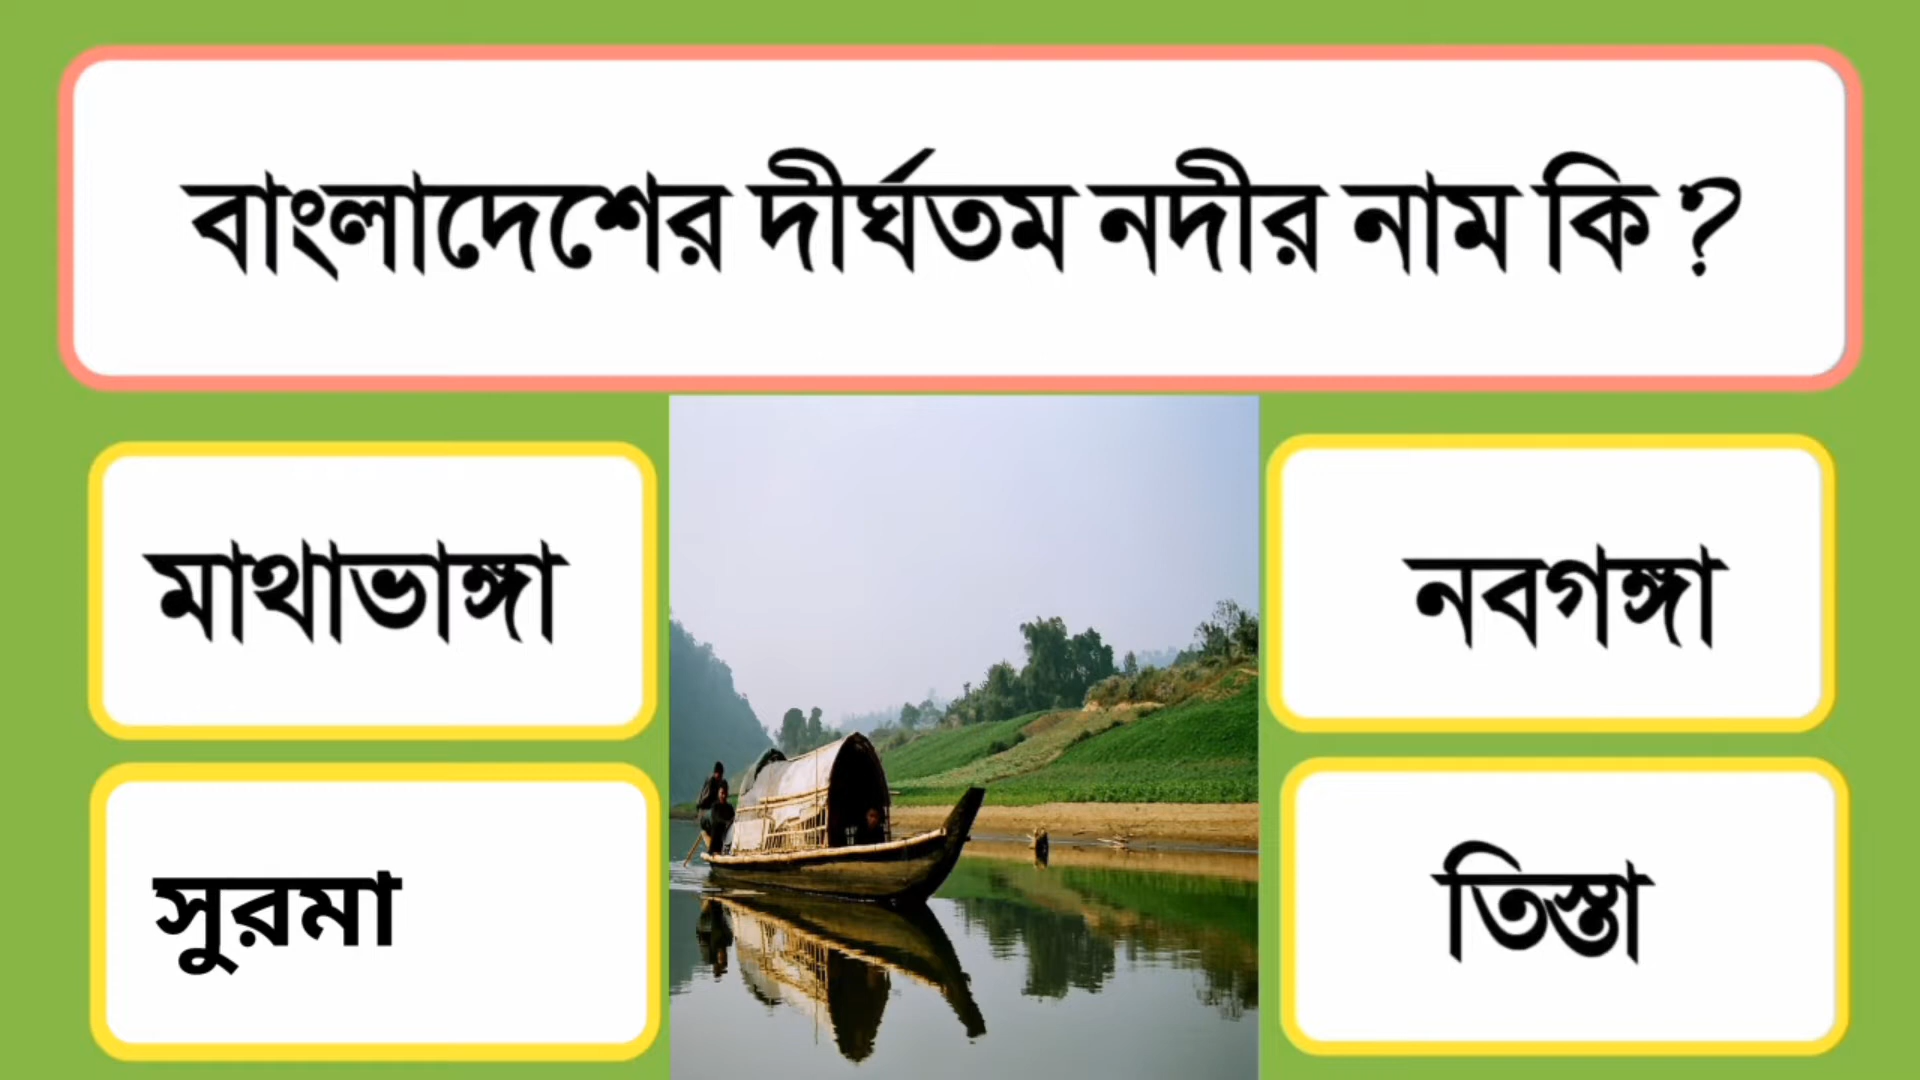 বাংলাদেশের দীর্ঘতম নদীর নাম কি ?
মাথাভাঙ্গা
নবগঙ্গা
সুরমা
তিস্তা